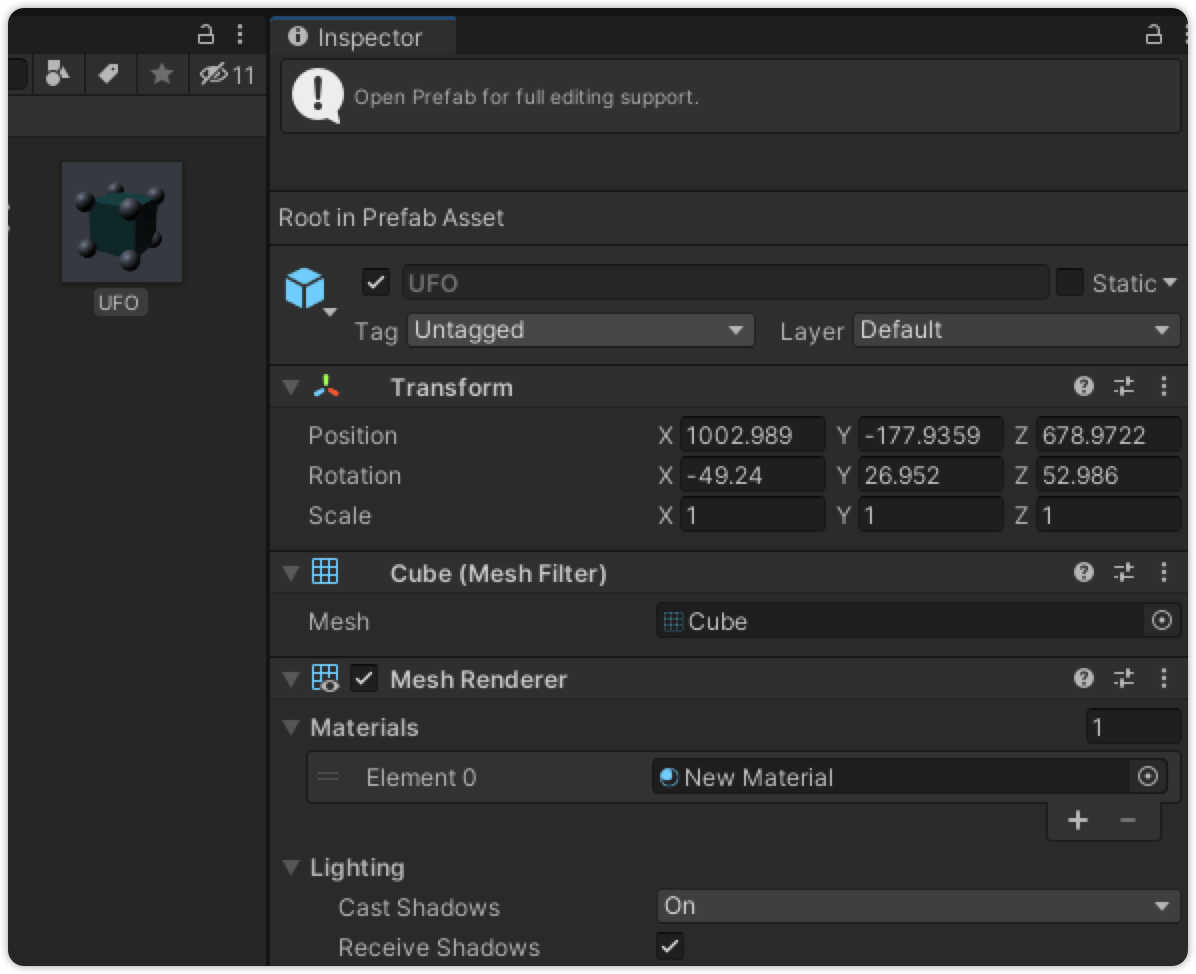 Inspector
11
Open Prefab for full editing support.
UFO
Root in Prefab Asset
UFO
Static
Tag Untagged Layer Default
Transform
Position X 1002.989 Y -177.9359 Z 678.9722
Rotation X -49.24 Y 26.952 Z 52.986
Scale X 1 Y 1 Z 1
Cube (Mesh Filter)
Mesh Cube
Mesh Renderer
Materials 1
Element 0 New Material
Lighting
Cast Shadows On
Receive Shadows